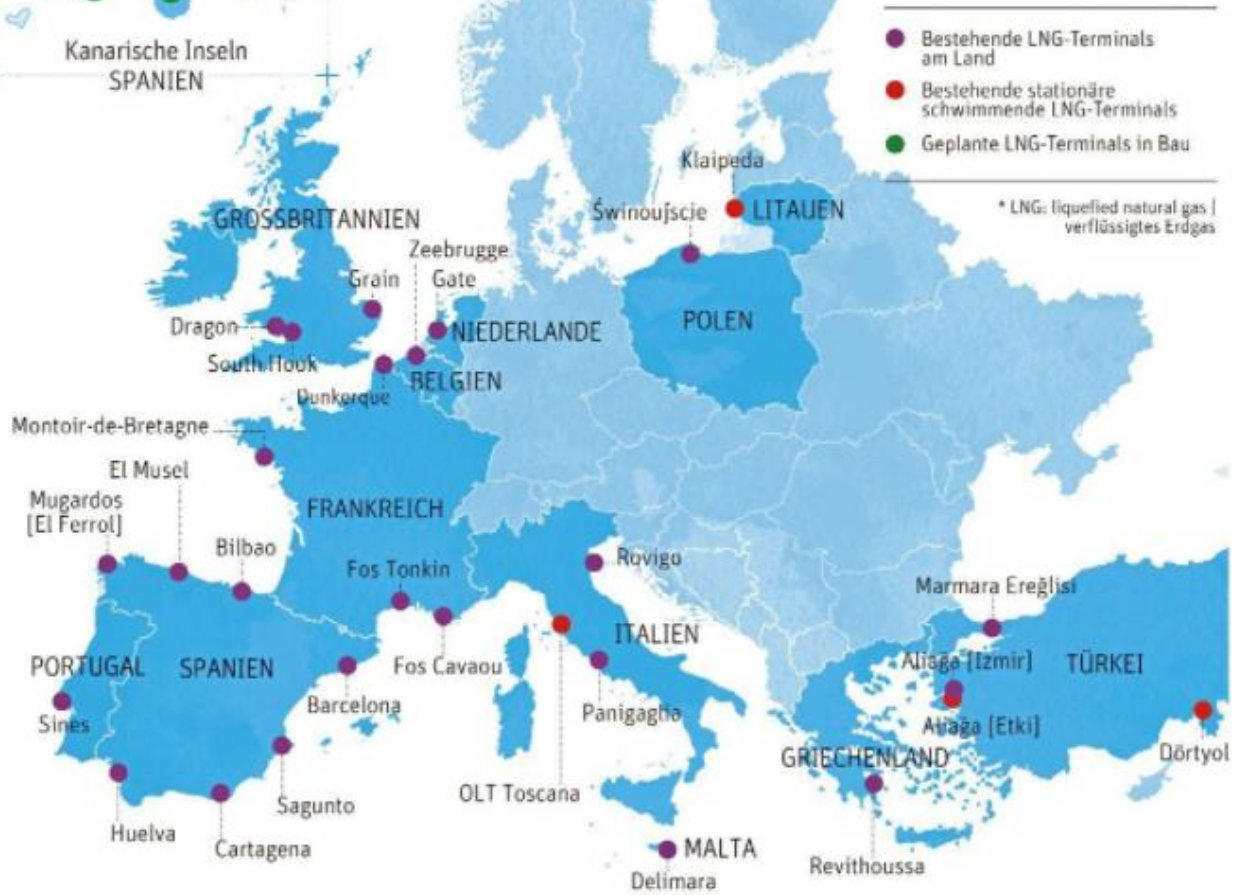 Kanarische Inseln
SPANIEN
Bestehende LNG-Terminals
am Land
Bestehende stationäre
schwimmende LNG-Terminals
Geplante LNG-Terminals in Bau
* LNG: liquefied natural gas |
verflüssigtes Erdgas
Klaipeda
Świnoujscie
LITAUEN
GROSSBRITANNIEN
Zeebrugge
Grain
Gate
Dragon
NIEDERLANDE
POLEN
South Hook
BELGIEN
Dunkerque
Montoir-de-Bretagne
El Musel
Mugardos
[El Ferrol]
FRANKREICH
Bilbao
Fos Tonkin
Rovigo
Marmara Ereğlisi
ITALIEN
PORTUGAL
SPANIEN
Fos Cavaou
Aliağa [Izmir]
TÜRKEI
Barcelona
Panigaglia
Sines
Aliağa [Etki]
GRIECHENLAND
Dörtyol
OLT Toscana
Sagunto
Huelva
Cartagena
MALTA
Delimara
Revithoussa